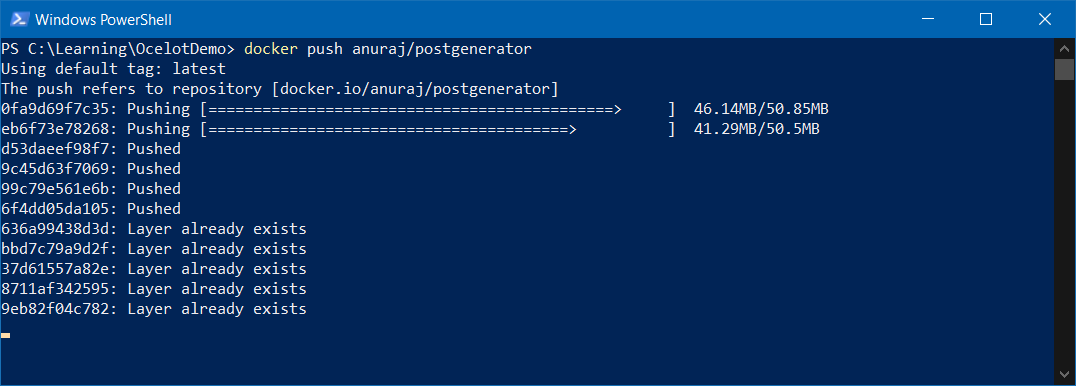 Windows PowerShell
PS C:\Learning\OcelotDemo> docker push anuraj/postgenerator
Using default tag: latest
The push refers to repository [docker.io/anuraj/postgenerator]
0fa9d69f7c35: Pushing [=============================================>     ]  46.14MB/50.85MB
eb6f73e78268: Pushing [========================================>          ]  41.29MB/50.5MB
d53daeef98f7: Pushed
9c45d63f7069: Pushed
99c79e561e6b: Pushed
6f4dd05da105: Pushed
636a99438d3d: Layer already exists
bbd7c79a9d2f: Layer already exists
37d61557a82e: Layer already exists
8711af342595: Layer already exists
9eb82f04c782: Layer already exists